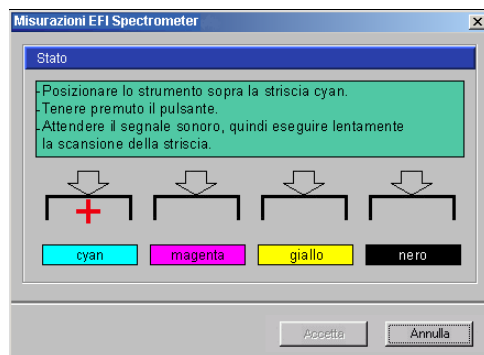 Misurazioni EFI Spectrometer
Stato
-Posizionare lo strumento sopra la striscia cyan.
-Tenere premuto il pulsante.
-Attendere il segnale sonoro, quindi eseguire lentamente
la scansione della striscia.
cyan magenta giallo nero
Accetta Annulla